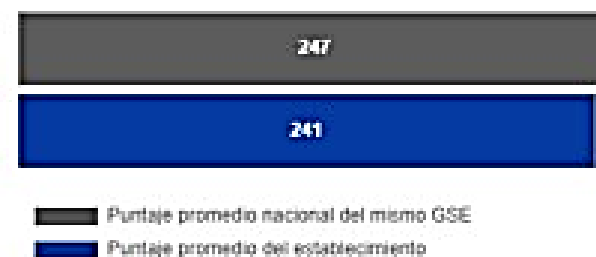 247
241
Puntaje promedio nacional del mismo GSE
Puntaje promedio del establecimiento